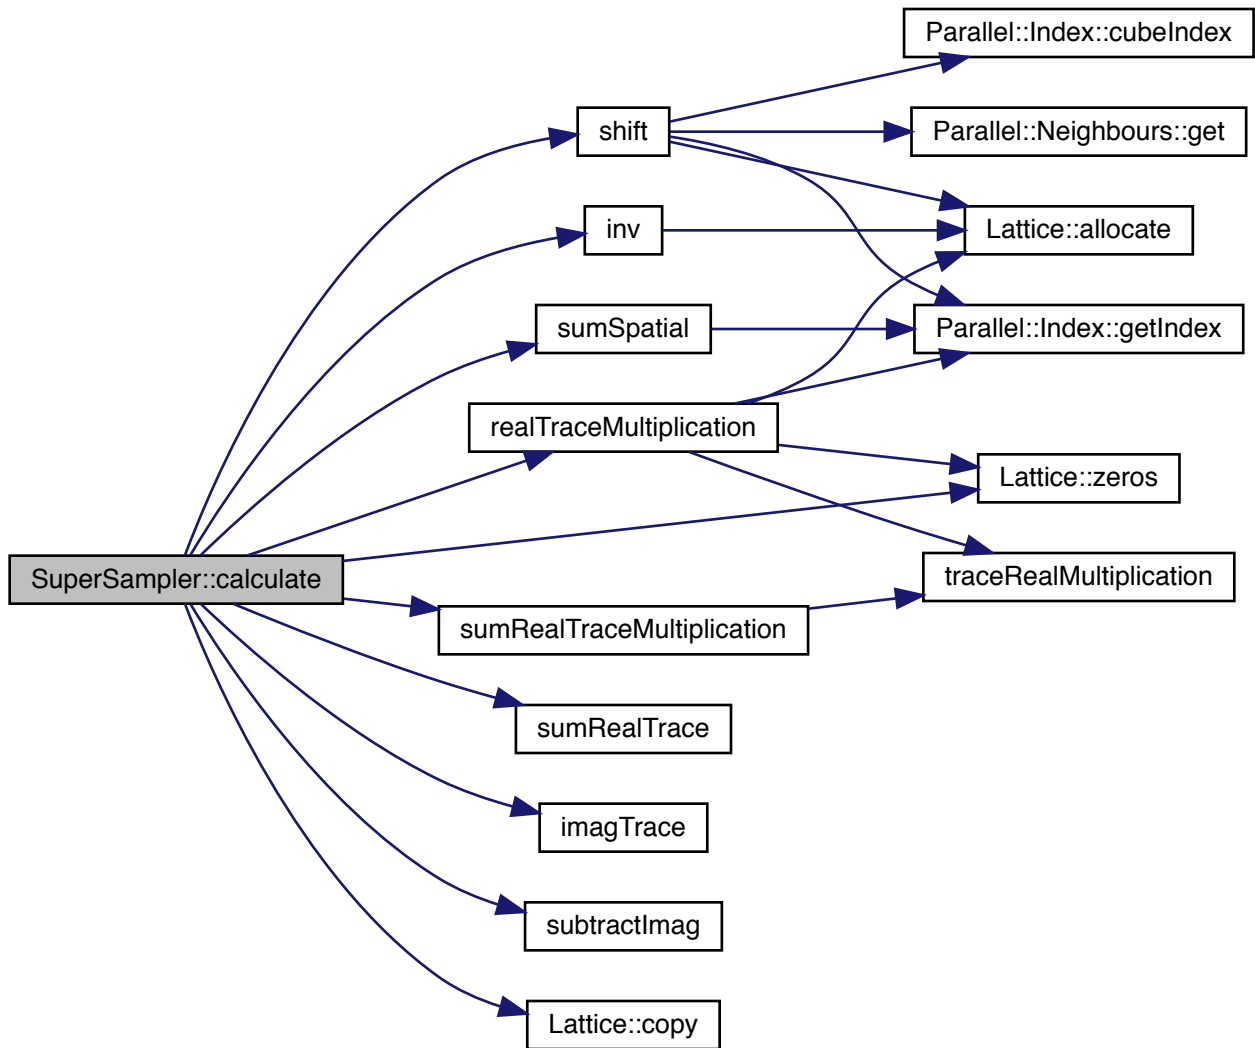 Parallel::Index::cubeIndex
shift
Parallel::Neighbours::get
inv
Lattice::allocate
sumSpatial
Parallel::Index::getIndex
realTraceMultiplication
Lattice::zeros
SuperSampler::calculate
traceRealMultiplication
sumRealTraceMultiplication
sumRealTrace
imagTrace
subtractImag
Lattice::copy